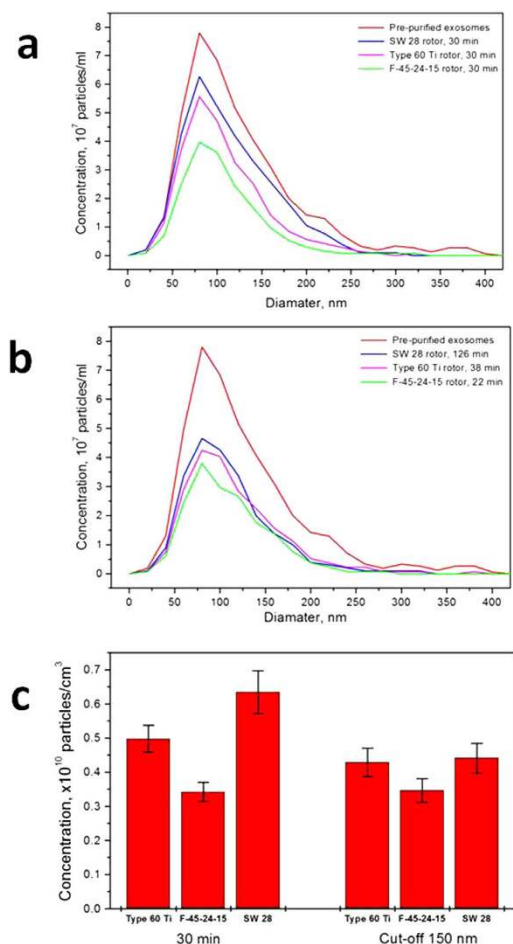 a
8
7
6
5
4
3
2
1
0
Concentration, 10⁷ particles/ml
Pre-purified exosomes
SW 28 rotor, 30 min
Type 60 Ti rotor, 30 min
F-45-24-15 rotor, 30 min
0 50 100 150 200 250 300 350 400
Diamater, nm
b
8
7
6
5
4
3
2
1
0
Concentration, 10⁷ particles/ml
Pre-purified exosomes
SW 28 rotor, 126 min
Type 60 Ti rotor, 38 min
F-45-24-15 rotor, 22 min
0 50 100 150 200 250 300 350 400
Diamater, nm
c
0.7
0.6
0.5
0.4
0.3
0.2
0.1
0.0
Concentration, x10¹⁰ particles/cm³
Type 60 Ti F-45-24-15 SW 28 Type 60 Ti F-45-24-15 SW 28
30 min Cut-off 150 nm